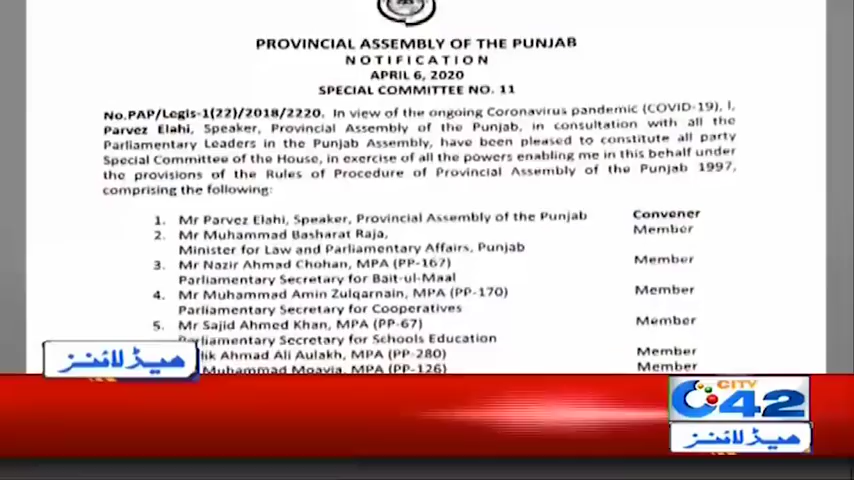 PROVINCIAL ASSEMBLY OF THE PUNJAB
NOTIFICATION
APRIL 6, 2020
SPECIAL COMMITTEE NO. 11
No.PAP/Legis-1(22)/2018/2220. In view of the ongoing Coronavirus pandemic (COVID-19), I,
Parvez Elahi, Speaker, Provincial Assembly of the Punjab, in consultation with all the
Parliamentary Leaders in the Punjab Assembly, have been pleased to constitute all party
Special Committee of the House, in exercise of all the powers enabling me in this behalf under
the provisions of the Rules of Procedure of Provincial Assembly of the Punjab 1997,
comprising the following:
1. Mr Parvez Elahi, Speaker, Provincial Assembly of the Punjab Convener
2. Mr Muhammad Basharat Raja, Member
Minister for Law and Parliamentary Affairs, Punjab
3. Mr Nazir Ahmad Chohan, MPA (PP-167) Member
Parliamentary Secretary for Bait-ul-Maal
4. Mr Muhammad Amin Zulqarnain, MPA (PP-170) Member
Parliamentary Secretary for Cooperatives
5. Mr Sajid Ahmed Khan, MPA (PP-67) Member
Parliamentary Secretary for Schools Education
Ahmad Ali Aulakh, MPA (PP-280) Member
Muhammad Moavia, MPA (PP-126) Member
ہیڈلائنز
CITY
42
ہیڈلائنز